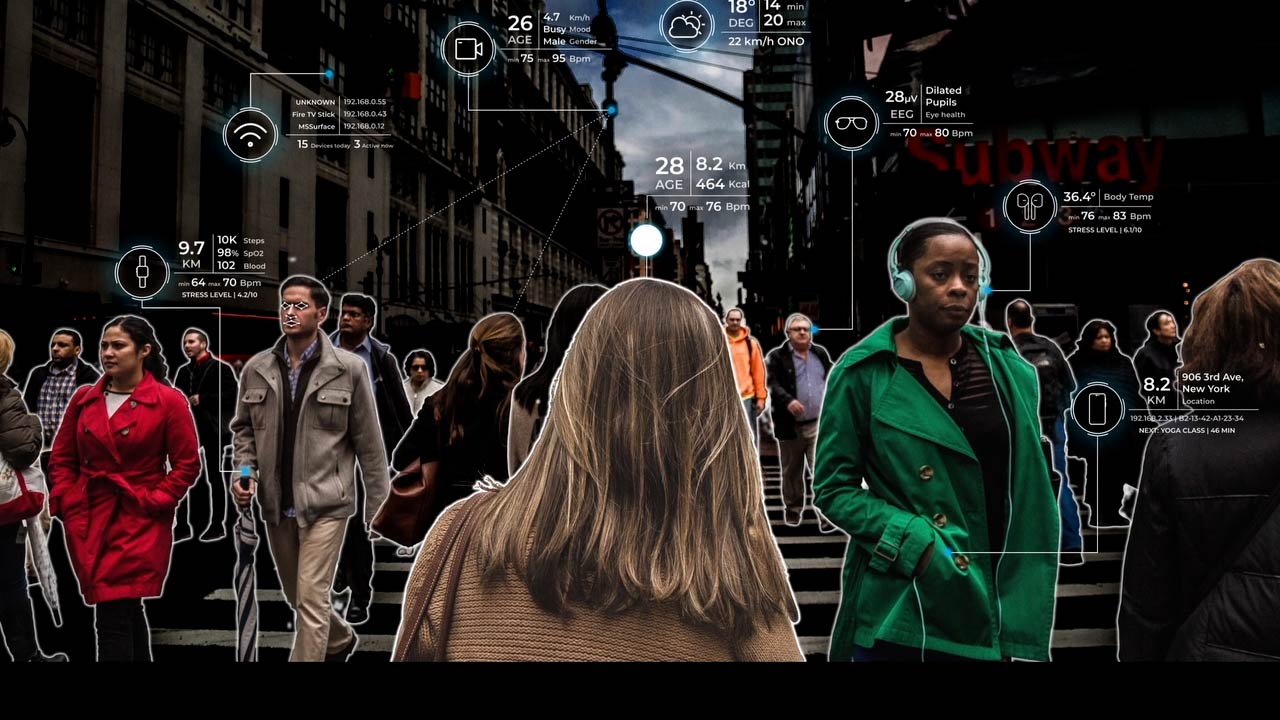 26
AGE
4.7 Km/h
Busy Mood
Male Gender
min 75 max 95 Bpm
18°
DEG
14 min
20 max
22 km/h ONO
UNKNOWN 192.168.0.55
Fire TV Stick 192.168.0.43
MSSurface 192.168.0.12
15 Devices today 3 Active now
28μV
EEG
Dilated
Pupils
Eye health
min 70 max 80 Bpm
Subway
28
AGE
8.2 Km
464 Kcal
min 70 max 76 Bpm
36.4° Body Temp
min 76 max 83 Bpm
STRESS LEVEL | 6.1/10
9.7
KM
10K Steps
98% SpO2
102 Blood
min 64 max 70 Bpm
STRESS LEVEL | 4.2/10
8.2
KM
906 3rd Ave,
New York
Location
192.168.2.33 | B2-13-42-A1-23-34
NEXT: YOGA CLASS | 46 MIN